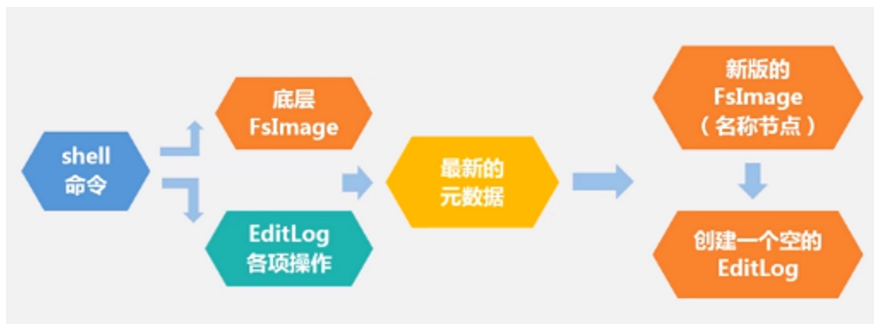 shell
命令
底层
FsImage
EditLog
各项操作
最新的
元数据
新版的
FsImage
（名称节点）
创建一个空的
EditLog